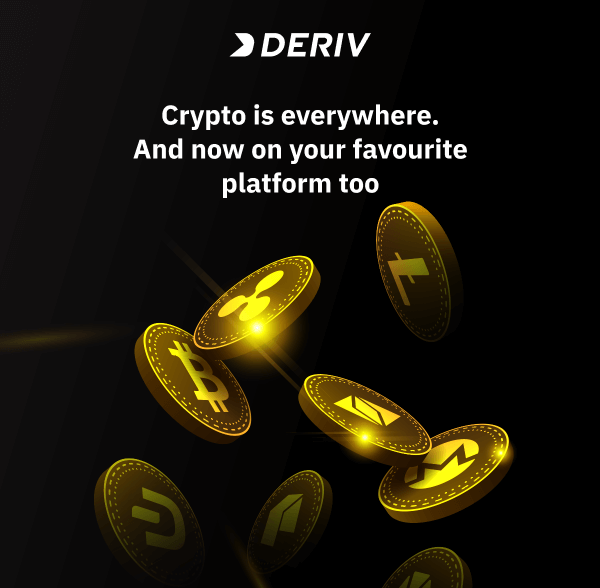 DERIV
Crypto is everywhere.
And now on your favourite
platform too